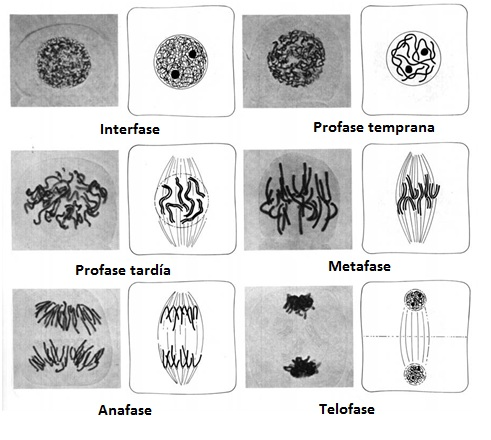 Interfase
Profase temprana
Profase tardía
Metafase
Anafase
Telofase